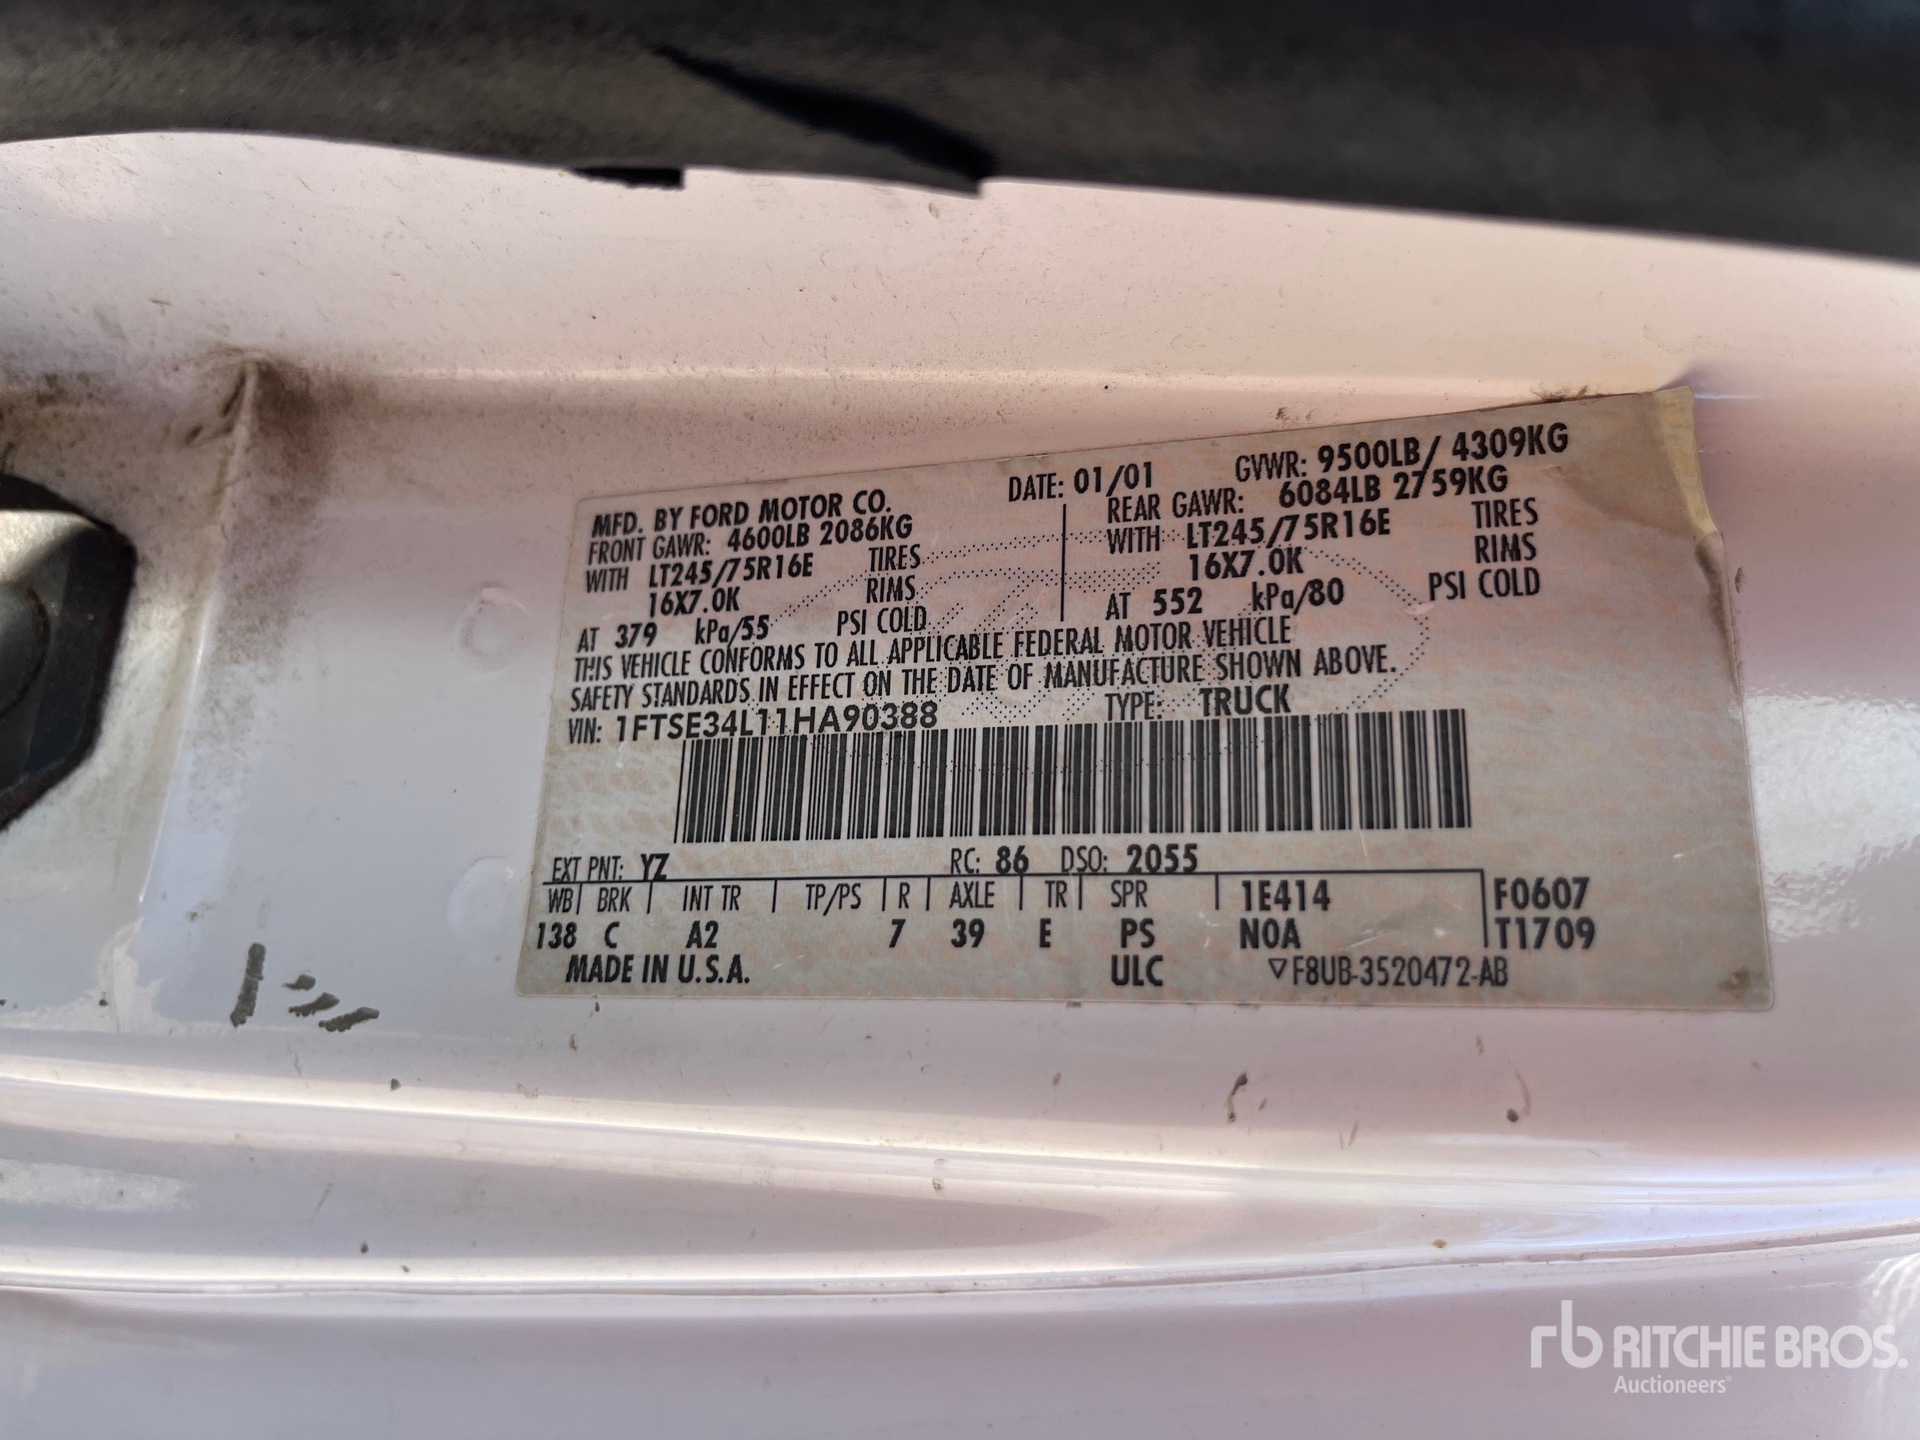 MFD. BY FORD MOTOR CO. DATE: 01/01 GVWR: 9500LB / 4309KG
FRONT GAWR: 4600LB 2086KG REAR GAWR: 6084LB 2759KG
WITH LT245/75R16E TIRES WITH LT245/75R16E TIRES
16X7.0K RIMS 16X7.0K RIMS
AT 379 kPa/55 PSI COLD AT 552 kPa/80 PSI COLD
THIS VEHICLE CONFORMS TO ALL APPLICABLE FEDERAL MOTOR VEHICLE
SAFETY STANDARDS IN EFFECT ON THE DATE OF MANUFACTURE SHOWN ABOVE.
VIN: 1FTSE34L11HA90388 TYPE: TRUCK
EXT PNT: YZ RC: 86 DSO: 2055
WB BRK INT TR TP/PS R AXLE TR SPR 1E414 F0607
138 C A2 7 39 E PS NOA T1709
MADE IN U.S.A. ULC ▽F8UB-3520472-AB
rb RITCHIE BROS.
Auctioneers